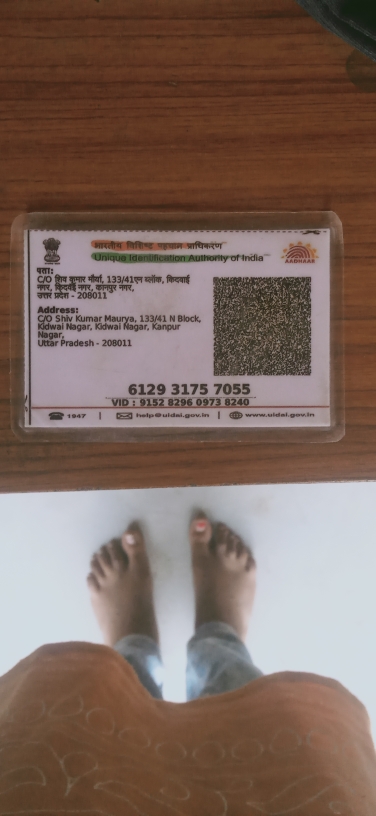 भारतीय विशिष्ट पहचान प्राधिकरण
Unique Identification Authority of India
AADHAAR
पता:
C/O शिव कुमार मौर्या, 133/41एन ब्लॉक, किदवाई
नगर, किदवई नगर, कानपुर नगर,
उत्तर प्रदेश - 208011
Address:
C/O Shiv Kumar Maurya, 133/41 N Block,
Kidwai Nagar, Kidwai Nagar, Kanpur
Nagar,
Uttar Pradesh - 208011
6129 3175 7055
VID : 9152 8296 0973 8240
1947 | help@uidai.gov.in | www.uidai.gov.in